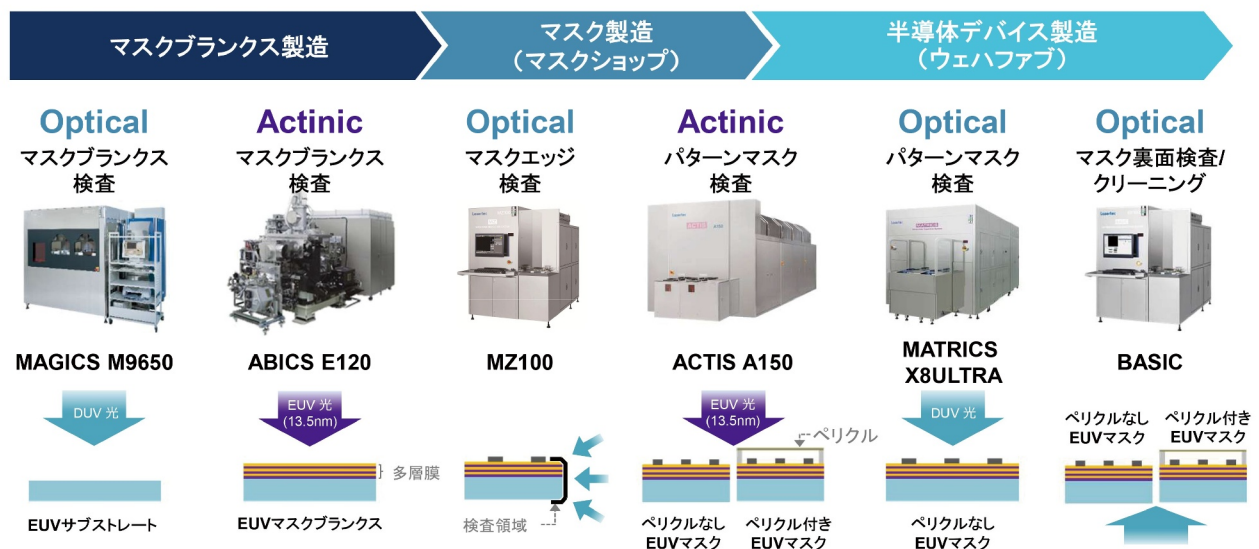 マスクブランクス製造
マスク製造
（マスクショップ）
半導体デバイス製造
（ウェハファブ）
Optical
マスクブランクス
検査
MAGICS M9650
DUV 光
EUVサブストレート
Actinic
マスクブランクス
検査
ABICS E120
EUV 光
(13.5nm)
多層膜
EUVマスクブランクス
Optical
マスクエッジ
検査
MZ100
検査領域
Actinic
パターンマスク
検査
ACTIS A150
ACTIS
A150
EUV 光
(13.5nm)
ペリクル
ペリクルなし
EUVマスク
ペリクル付き
EUVマスク
Optical
パターンマスク
検査
MATRICS
MATRICS
X8ULTRA
DUV 光
ペリクルなし
EUVマスク
Optical
マスク裏面検査/
クリーニング
BASIC
ペリクルなし
EUVマスク
ペリクル付き
EUVマスク